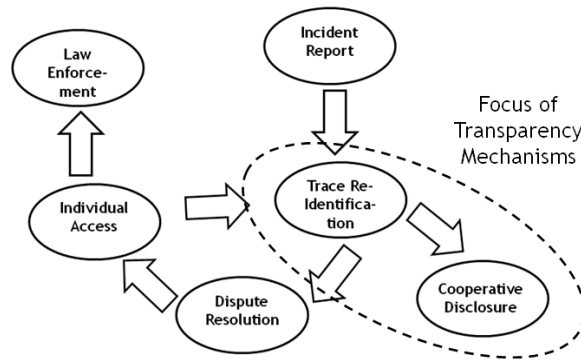 Law
Enforce-
ment
Incident
Report
Focus of
Transparency
Mechanisms
Individual
Access
Trace Re-
Identifica-
tion
Dispute
Resolution
Cooperative
Disclosure